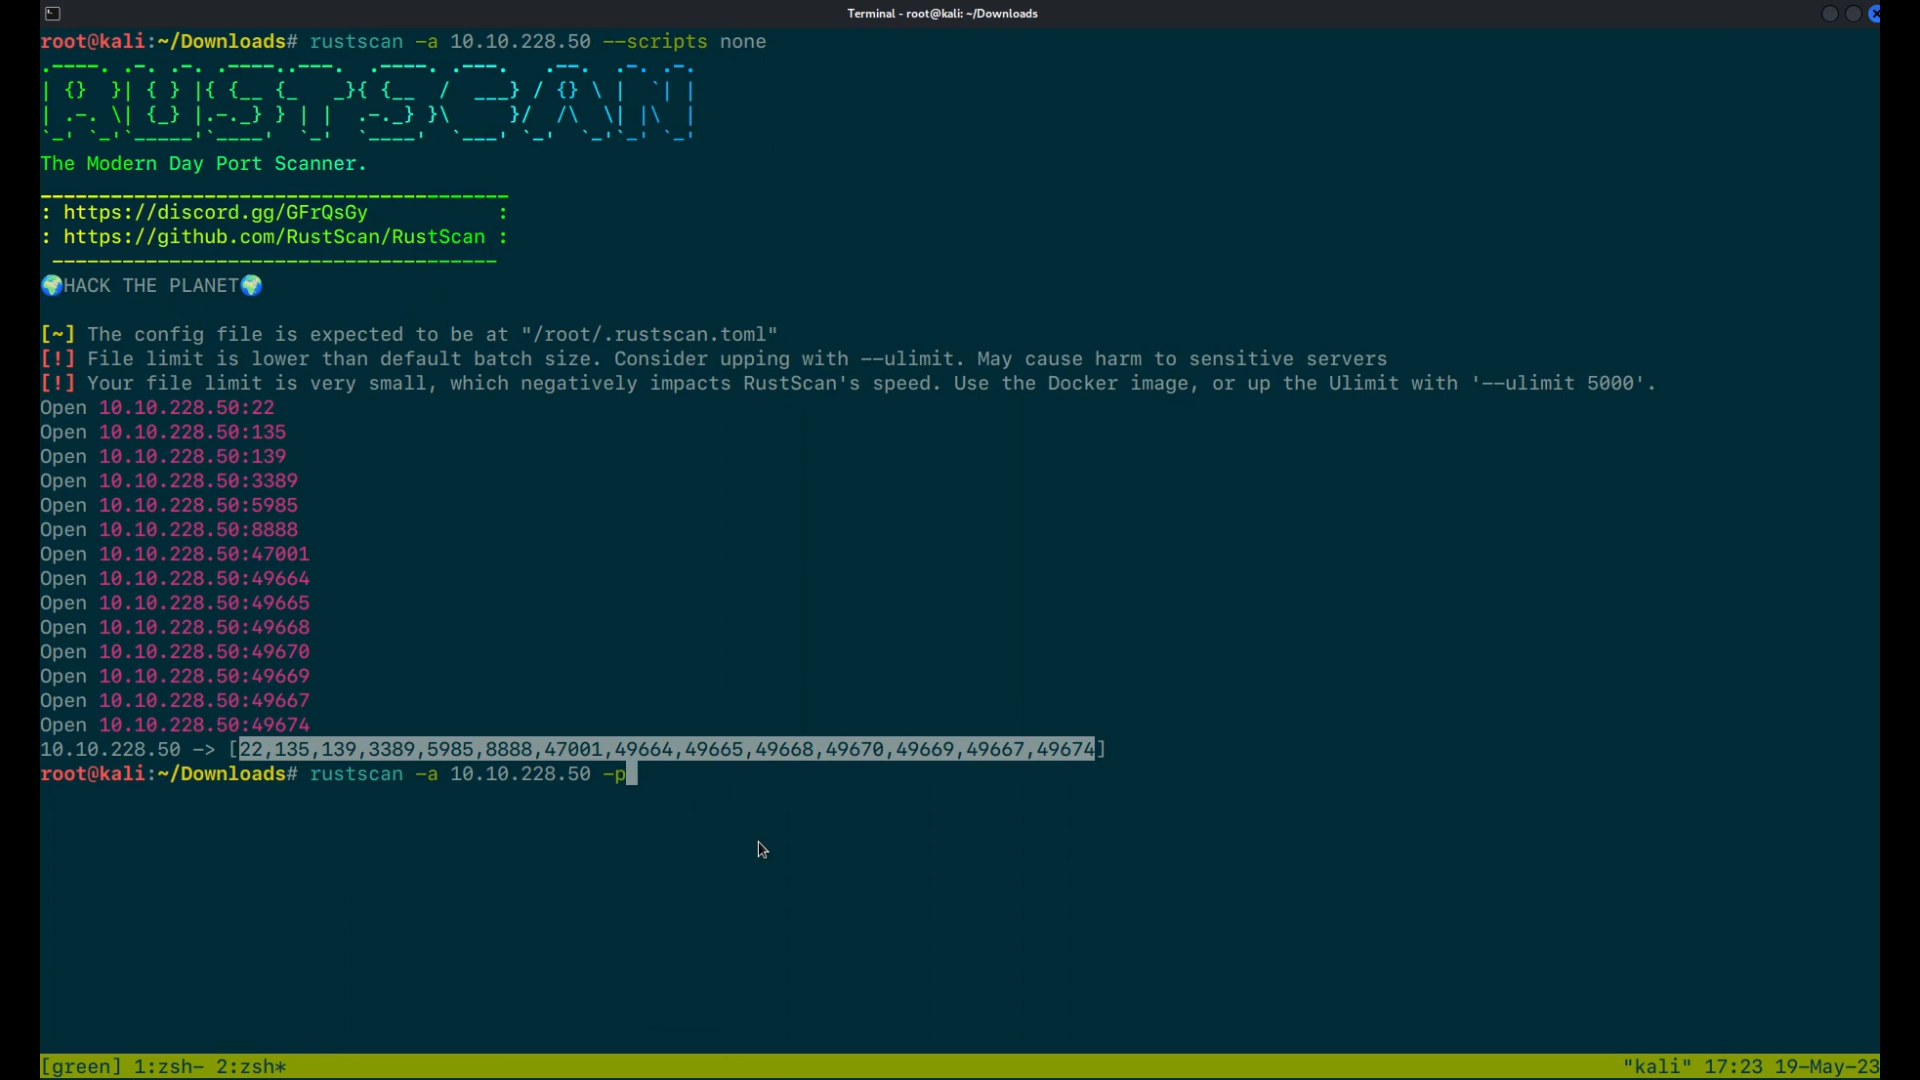 Terminal - root@kali: ~/Downloads
root@kali:~/Downloads# rustscan -a 10.10.228.50 --scripts none
.----. .-. .-. .----..---.  .----. .---.   .--.  .-. .-.
| {}  }| { } |{ {__ {_   _}{ {__  /  ___} / {} \ |  `| |
| .-. \| {_} |.-._} } | |  .-._} }\     }/  /\  \| |\  |
`-' `-'`-----'`----'  `-'  `----'  `---' `-'  `-'`-' `-'
The Modern Day Port Scanner.
________________________________________
: https://discord.gg/GFrQsGy           :
: https://github.com/RustScan/RustScan :
 --------------------------------------
🌍HACK THE PLANET🌍
[~] The config file is expected to be at "/root/.rustscan.toml"
[!] File limit is lower than default batch size. Consider upping with --ulimit. May cause harm to sensitive servers
[!] Your file limit is very small, which negatively impacts RustScan's speed. Use the Docker image, or up the Ulimit with '--ulimit 5000'.
Open 10.10.228.50:22
Open 10.10.228.50:135
Open 10.10.228.50:139
Open 10.10.228.50:3389
Open 10.10.228.50:5985
Open 10.10.228.50:8888
Open 10.10.228.50:47001
Open 10.10.228.50:49664
Open 10.10.228.50:49665
Open 10.10.228.50:49668
Open 10.10.228.50:49670
Open 10.10.228.50:49669
Open 10.10.228.50:49667
Open 10.10.228.50:49674
10.10.228.50 -> [22,135,139,3389,5985,8888,47001,49664,49665,49668,49670,49669,49667,49674]
root@kali:~/Downloads# rustscan -a 10.10.228.50 -p
[green] 1:zsh- 2:zsh* "kali" 17:23 19-May-23